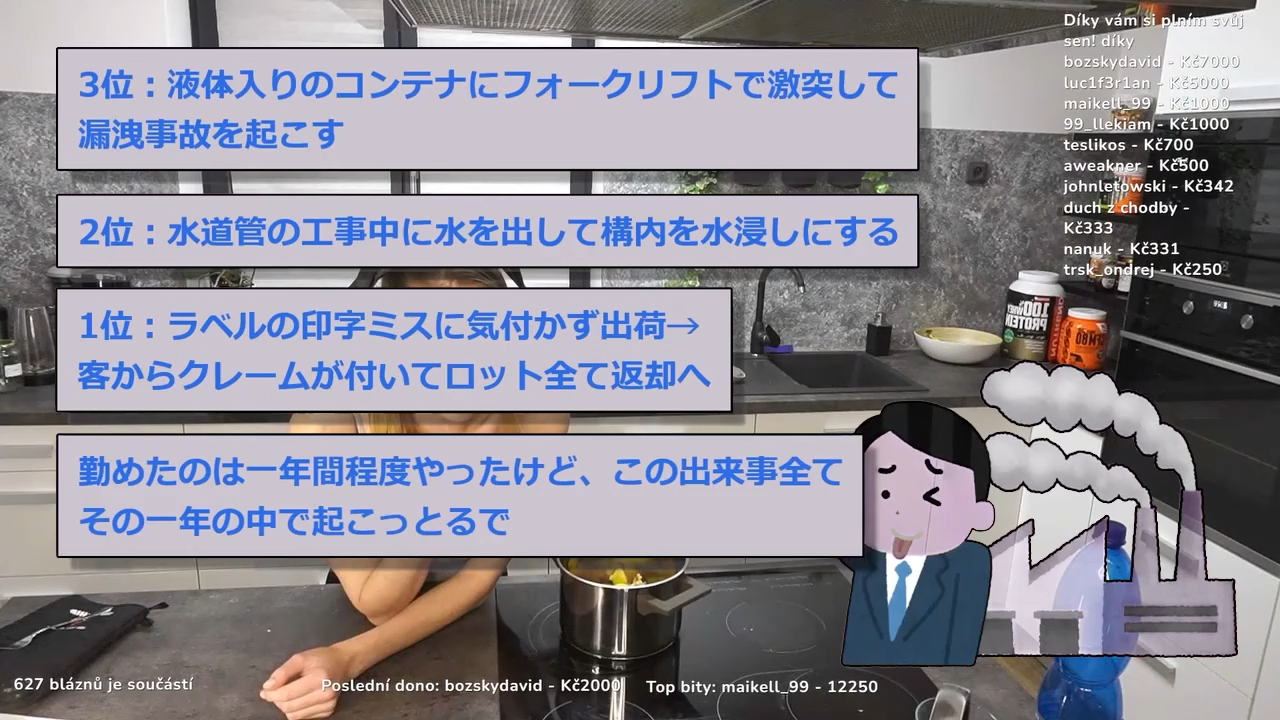 3位：液体入りのコンテナにフォークリフトで激突して
漏洩事故を起こす
2位：水道管の工事中に水を出して構内を水浸しにする
1位：ラベルの印字ミスに気付かず出荷→
客からクレームが付いてロット全て返却へ
勤めたのは一年間程度やったけど、この出来事全て
その一年の中で起こっとるで
Díky vám si plním svůj
sen! díky
bozskydavid - Kč7000
luc1f3r1an - Kč5000
maikell_99 - Kč1000
99_llekiam - Kč1000
teslikos - Kč700
aweakner - Kč500
johnletowski - Kč342
duch z chodby -
Kč333
nanuk - Kč331
trsk_ondrej - Kč250
100%
PROTEIN
627 bláznů je součástí
Poslední dono: bozskydavid - Kč2000
Top bity: maikell_99 - 12250